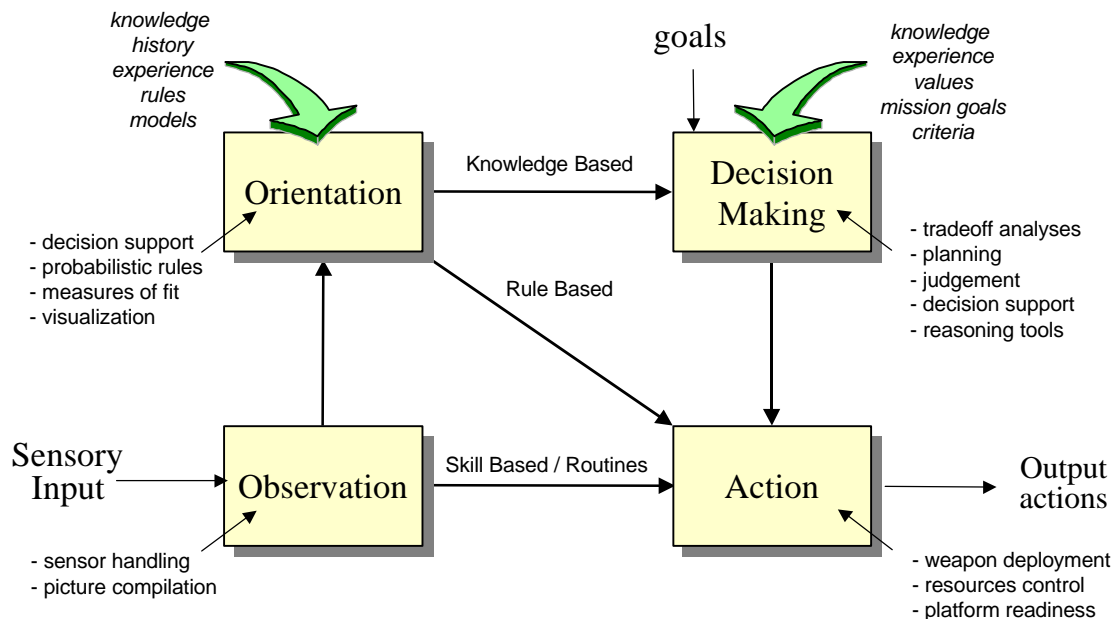 knowledge
history
experience
rules
models
goals
knowledge
experience
values
mission goals
criteria
Orientation
Knowledge Based
Decision
Making
- decision support
- probabilistic rules
- measures of fit
- visualization
Rule Based
- tradeoff analyses
- planning
- judgement
- decision support
- reasoning tools
Sensory
Input
Observation
Skill Based / Routines
Action
Output
actions
- sensor handling
- picture compilation
- weapon deployment
- resources control
- platform readiness